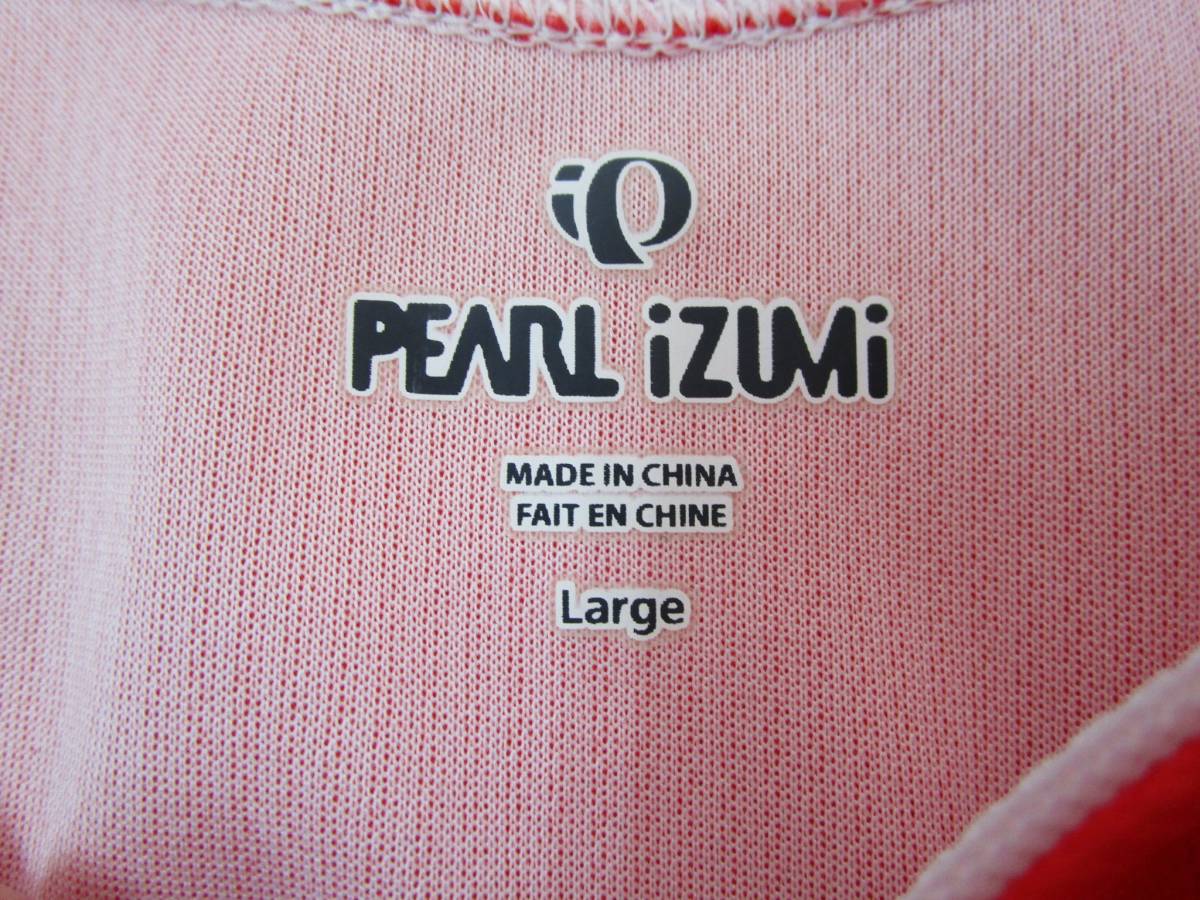 PEARL iZUMi
MADE IN CHINA
FAIT EN CHINE
Large